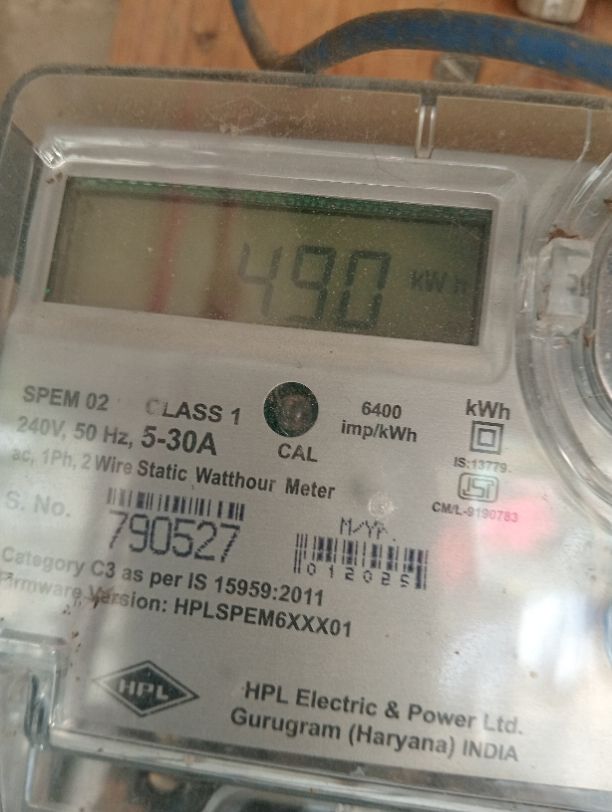 490 kWh
SPEM 02 CLASS 1
240V, 50 Hz, 5-30A
ac, 1Ph, 2 Wire Static Watthour Meter
CAL
6400
imp/kWh
kWh
IS:13779
ISI
CM/L-9190783
S. No. 790527
M/YR.
012025
Category C3 as per IS 15959:2011
Firmware Version: HPLSPEM6XXX01
HPL
HPL Electric & Power Ltd.
Gurugram (Haryana) INDIA